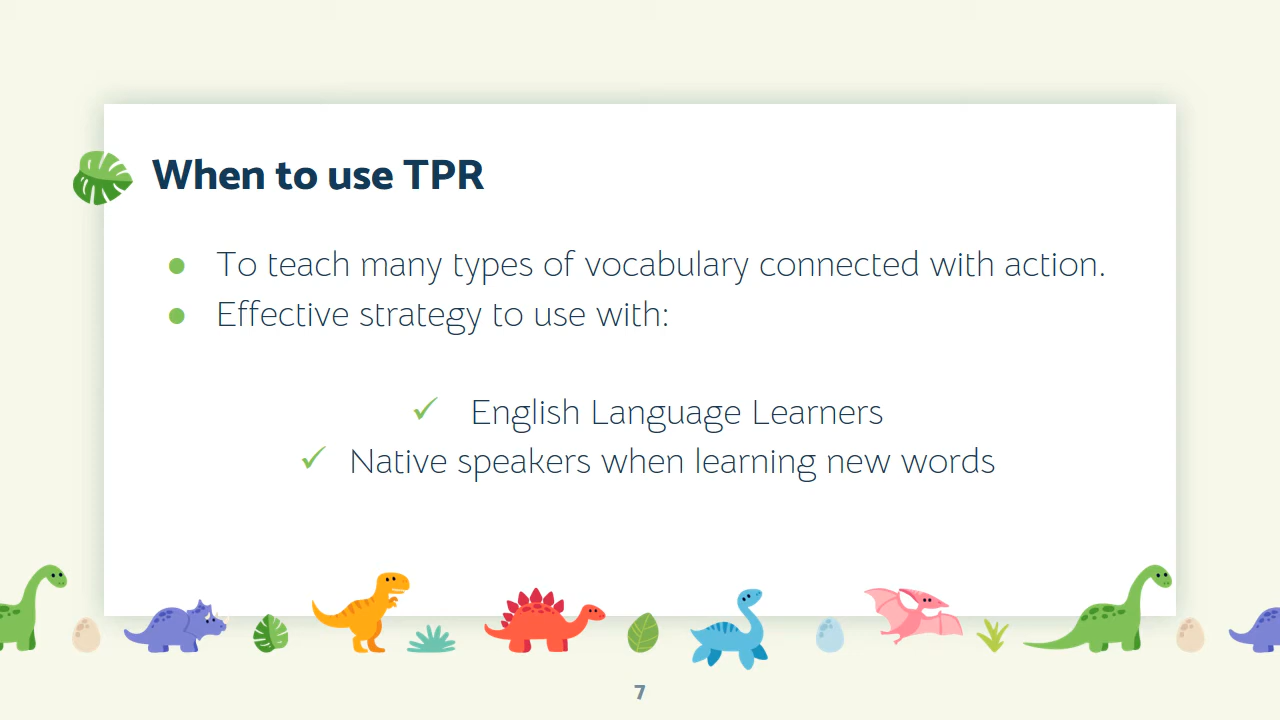 When to use TPR
● To teach many types of vocabulary connected with action.
● Effective strategy to use with:
✓ English Language Learners
✓ Native speakers when learning new words
7